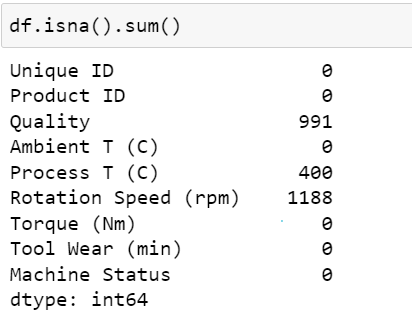 df.isna().sum()
Unique ID 0
Product ID 0
Quality 991
Ambient T (C) 0
Process T (C) 400
Rotation Speed (rpm) 1188
Torque (Nm) 0
Tool Wear (min) 0
Machine Status 0
dtype: int64